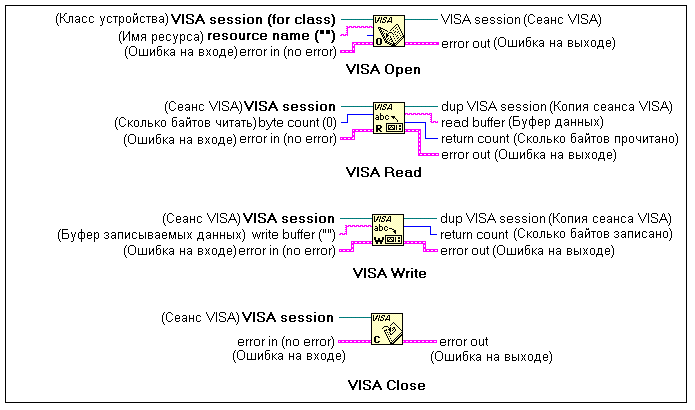 (Класс устройства) VISA session (for class) VISA VISA session (Сеанс VISA)
(Имя ресурса) resource name ("") O
(Ошибка на входе) error in (no error) error out (Ошибка на выходе)
VISA Open
(Сеанс VISA) VISA session VISA dup VISA session (Копия сеанса VISA)
(Сколько байтов читать) byte count (0) abc read buffer (Буфер данных)
(Ошибка на входе) error in (no error) R return count (Сколько байтов прочитано)
error out (Ошибка на выходе)
VISA Read
(Сеанс VISA) VISA session VISA dup VISA session (Копия сеанса VISA)
(Буфер записываемых данных) write buffer ("") abc return count (Сколько байтов записано)
(Ошибка на входе) error in (no error) W error out (Ошибка на выходе)
VISA Write
(Сеанс VISA) VISA session VISA
error in (no error) C error out
(Ошибка на входе) (Ошибка на выходе)
VISA Close